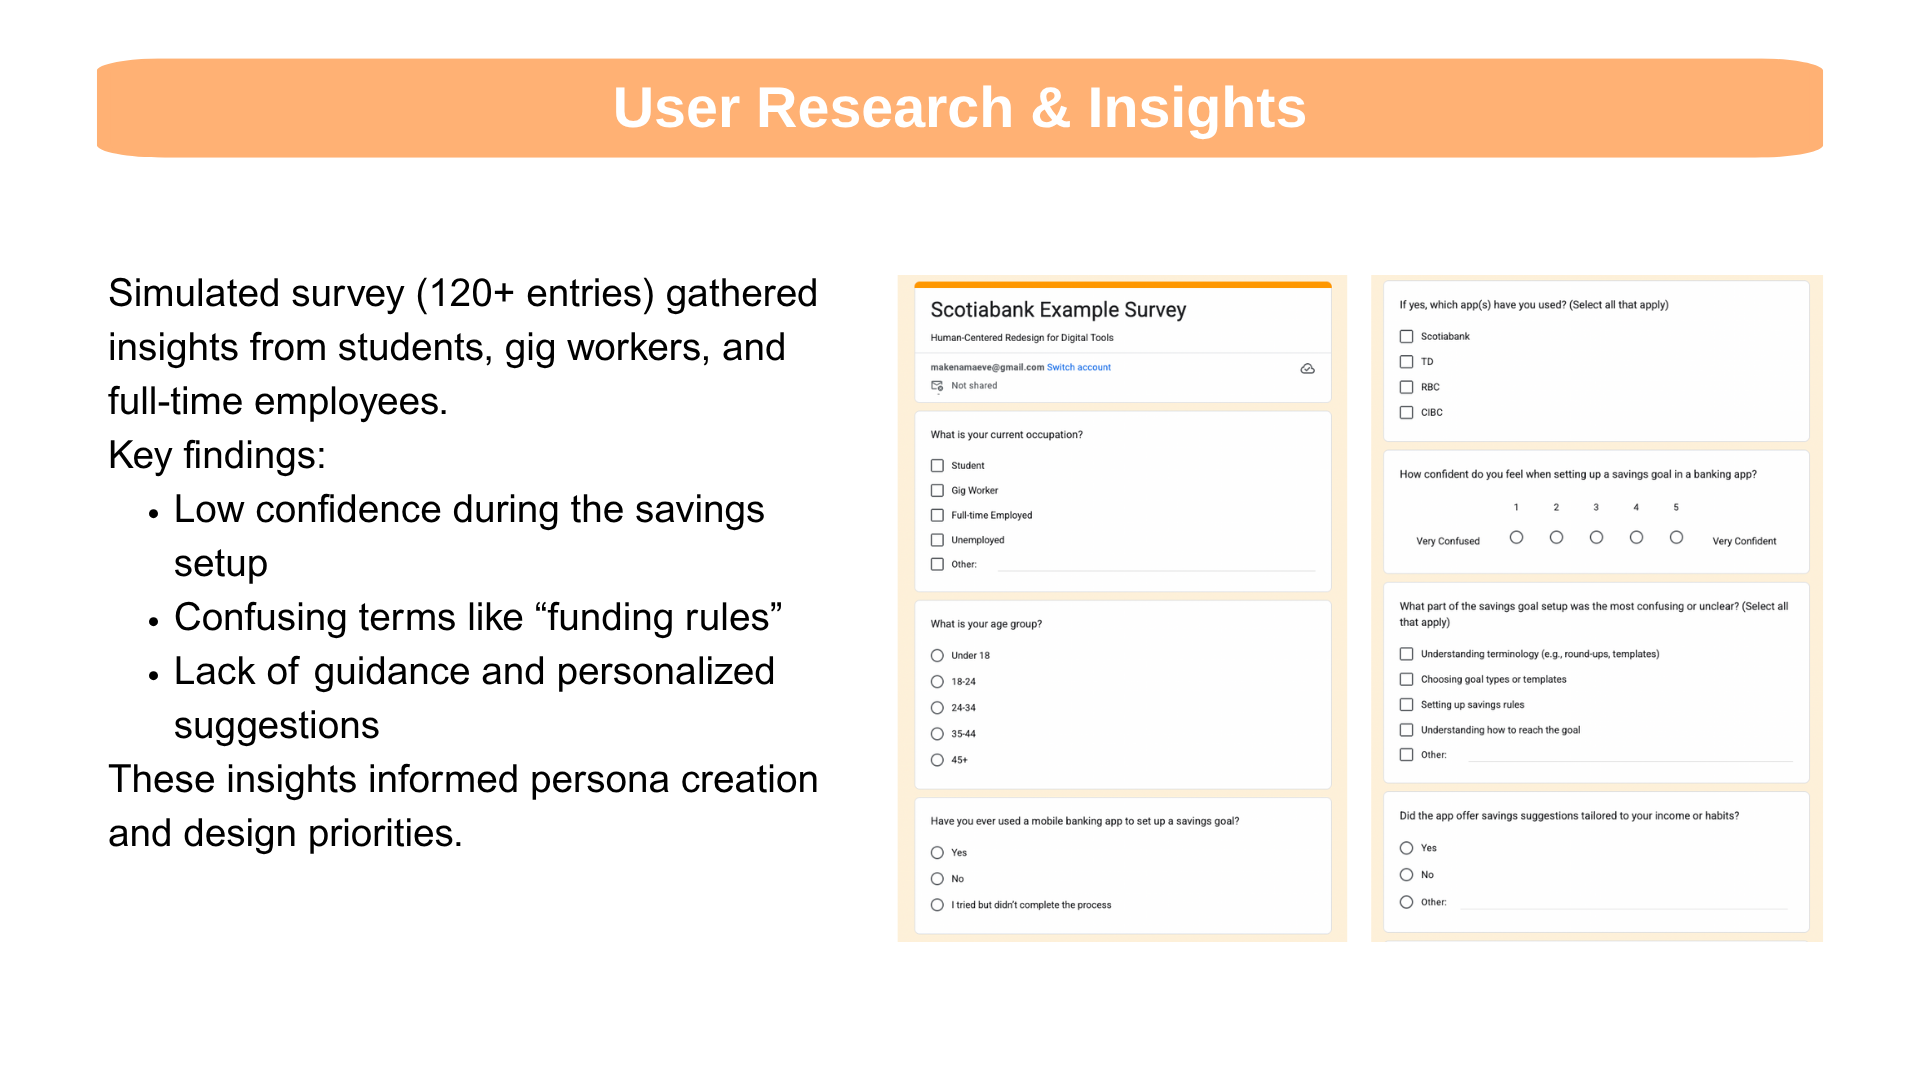 User Research & Insights
Simulated survey (120+ entries) gathered
insights from students, gig workers, and
full-time employees.
Key findings:
• Low confidence during the savings
setup
• Confusing terms like “funding rules”
• Lack of guidance and personalized
suggestions
These insights informed persona creation
and design priorities.
Scotiabank Example Survey
Human-Centered Redesign for Digital Tools
makenamaeve@gmail.com Switch account
Not shared
What is your current occupation?
Student
Gig Worker
Full-time Employed
Unemployed
Other:
What is your age group?
Under 18
18-24
24-34
35-44
45+
Have you ever used a mobile banking app to set up a savings goal?
Yes
No
I tried but didn't complete the process
If yes, which app(s) have you used? (Select all that apply)
Scotiabank
TD
RBC
CIBC
How confident do you feel when setting up a savings goal in a banking app?
1 2 3 4 5
Very Confused Very Confident
What part of the savings goal setup was the most confusing or unclear? (Select all
that apply)
Understanding terminology (e.g., round-ups, templates)
Choosing goal types or templates
Setting up savings rules
Understanding how to reach the goal
Other:
Did the app offer savings suggestions tailored to your income or habits?
Yes
No
Other: